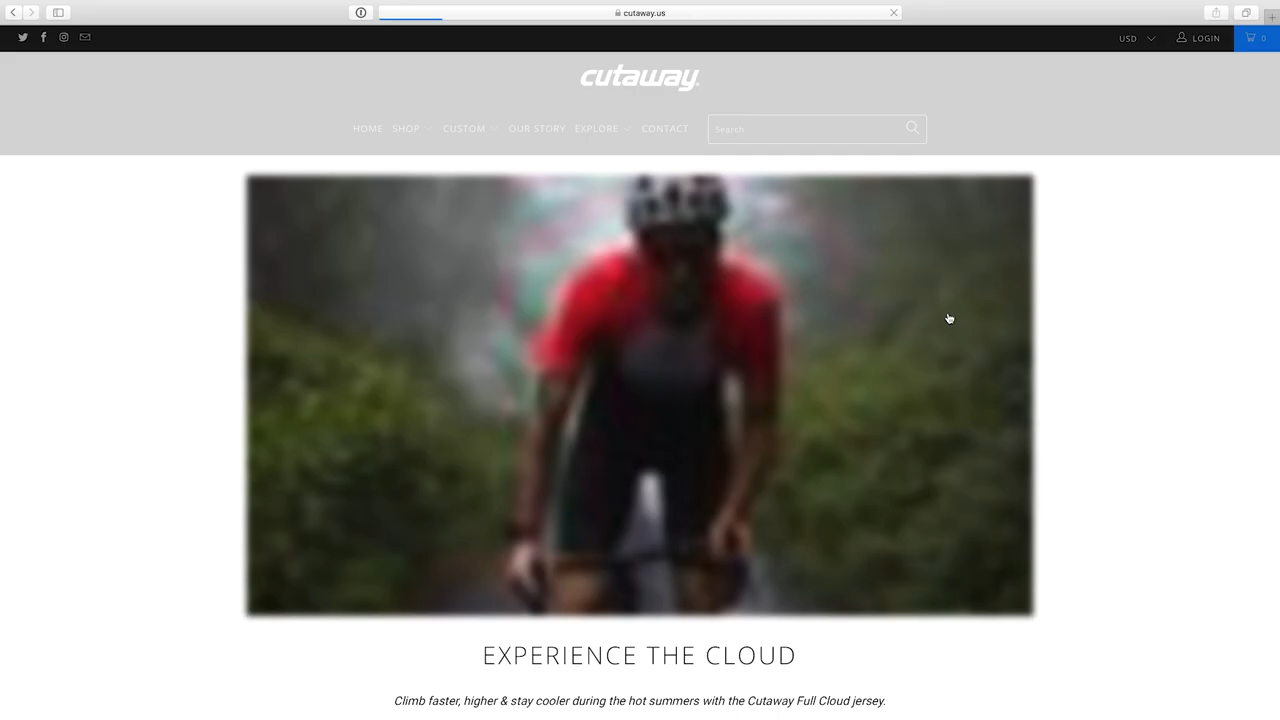 cutaway.us
USD
LOGIN
0
cutaway
HOME SHOP CUSTOM OUR STORY EXPLORE CONTACT Search
EXPERIENCE THE CLOUD
Climb faster, higher & stay cooler during the hot summers with the Cutaway Full Cloud jersey.